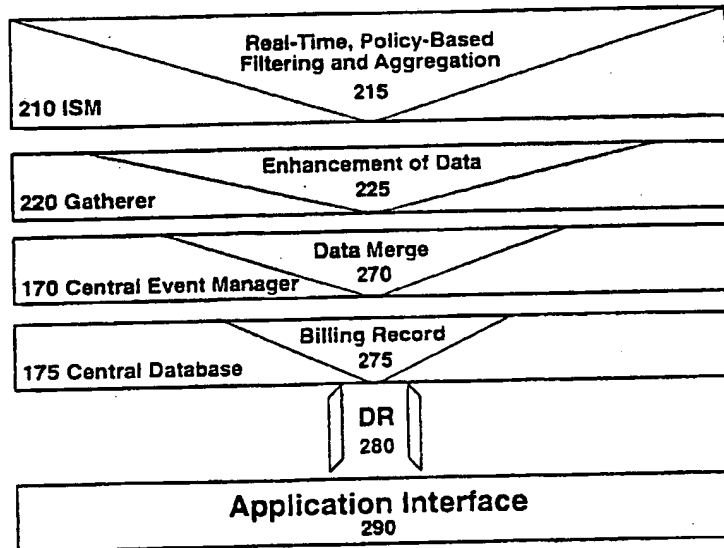 Real-Time, Policy-Based
Filtering and Aggregation
215
210 ISM
Enhancement of Data
225
220 Gatherer
Data Merge
270
170 Central Event Manager
Billing Record
275
175 Central Database
DR
280
Application Interface
290